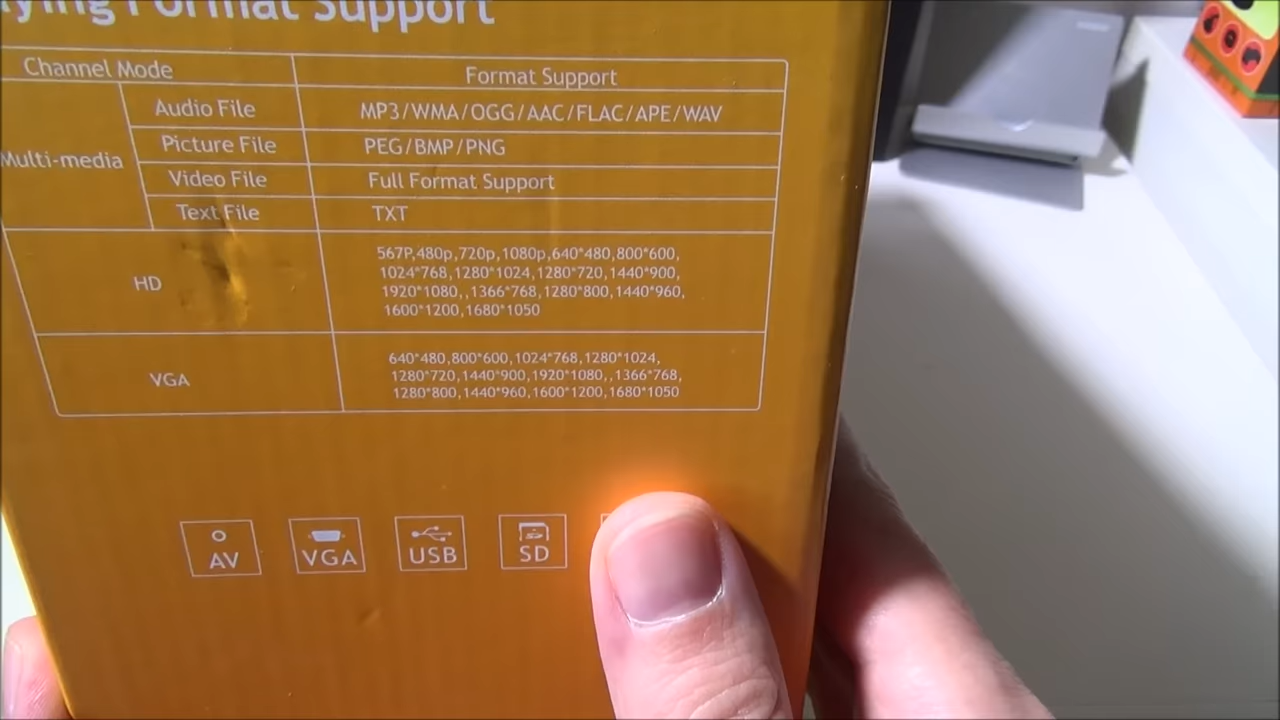 ying Format Support
Channel Mode
Format Support
Multi-media
Audio File
MP3/WMA/OGG/AAC/FLAC/APE/WAV
Picture File
PEG/BMP/PNG
Video File
Full Format Support
Text File
TXT
HD
567P,480p,720p,1080p,640*480,800*600,
1024*768,1280*1024,1280*720,1440*900,
1920*1080,,1366*768,1280*800,1440*960,
1600*1200,1680*1050
VGA
640*480,800*600,1024*768,1280*1024,
1280*720,1440*900,1920*1080,,1366*768,
1280*800,1440*960,1600*1200,1680*1050
AV
VGA
USB
SD